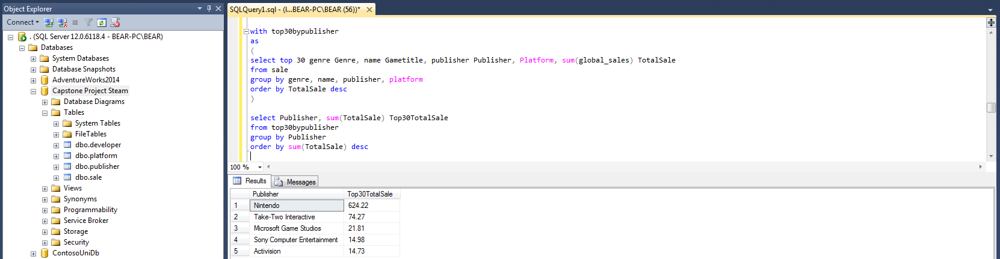 Object Explorer
Connect
. (SQL Server 12.0.6118.4 - BEAR-PC\BEAR)
Databases
System Databases
Database Snapshots
AdventureWorks2014
Capstone Project Steam
Database Diagrams
Tables
System Tables
FileTables
dbo.developer
dbo.platform
dbo.publisher
dbo.sale
Views
Synonyms
Programmability
Service Broker
Storage
Security
ContosoUniDb
SQLQuery1.sql - (l...BEAR-PC\BEAR (56))*
with top30bypublisher
as
(
select top 30 genre Genre, name Gametitle, publisher Publisher, Platform, sum(global_sales) TotalSale
from sale
group by genre, name, publisher, platform
order by TotalSale desc
)
select Publisher, sum(TotalSale) Top30TotalSale
from top30bypublisher
group by Publisher
order by sum(TotalSale) desc
100 %
Results Messages
Publisher Top30TotalSale
1 Nintendo 624.22
2 Take-Two Interactive 74.27
3 Microsoft Game Studios 21.81
4 Sony Computer Entertainment 14.98
5 Activision 14.73